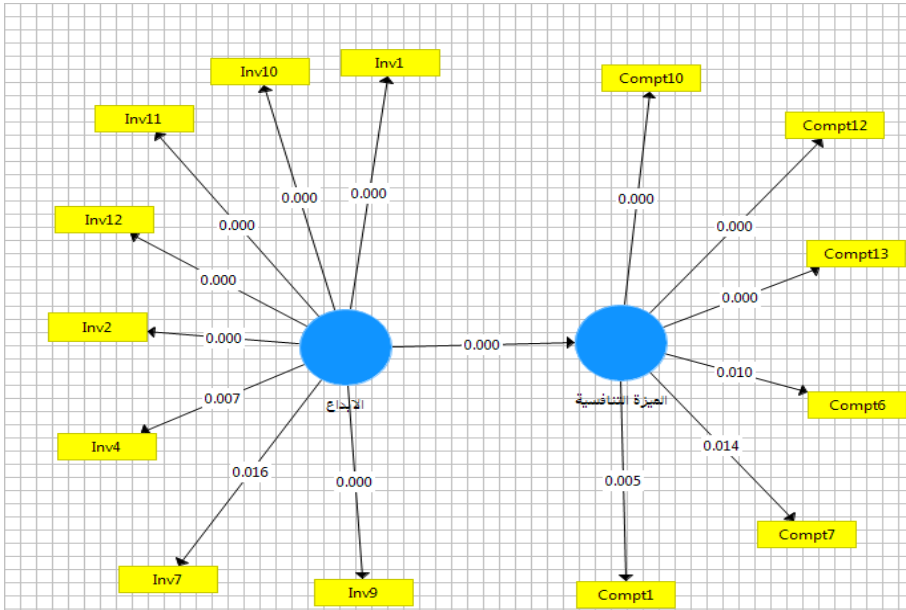 Inv1
Inv10
Compt10
Inv11
Compt12
0.000
0.000
0.000
Inv12
0.000
0.000
Compt13
0.000
0.000
Inv2
0.000
0.000
0.010
0.007
الابداع
الميزة التنافسية
Compt6
Inv4
0.014
0.016
0.000
0.005
Compt7
Inv7
Inv9
Compt1